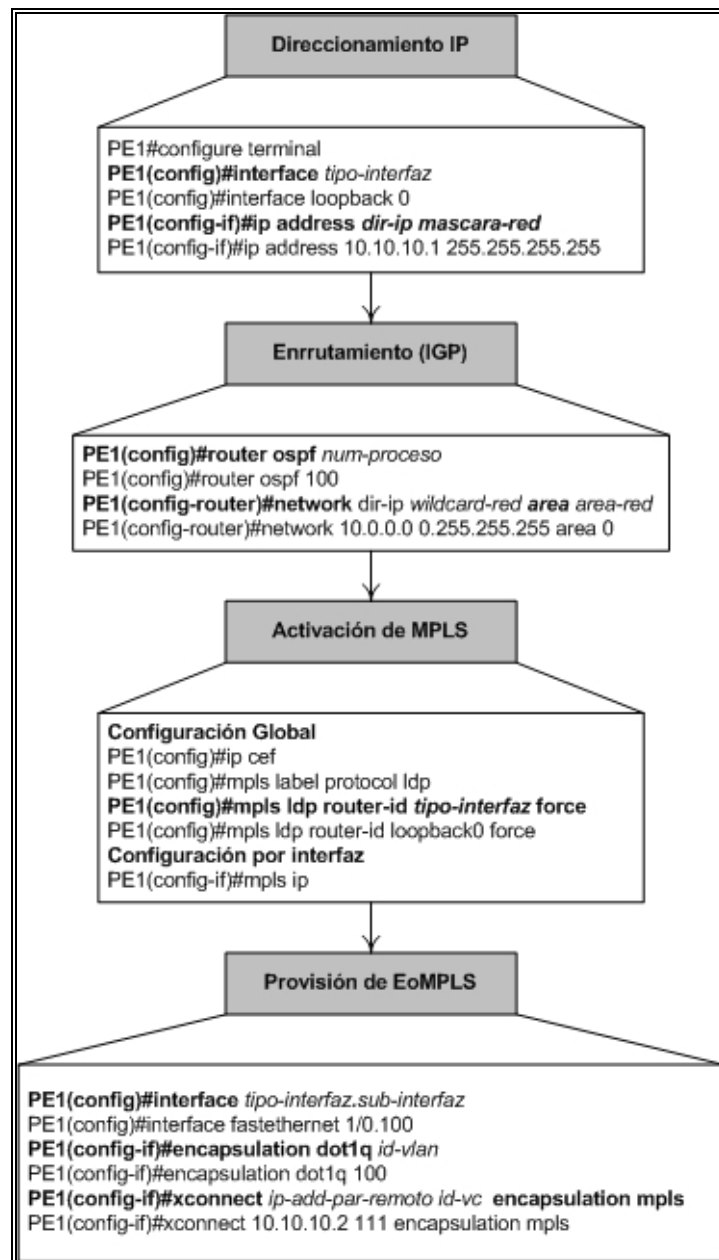 Direccionamiento IP
PE1#configure terminal
PE1(config)#interface tipo-interfaz
PE1(config)#interface loopback 0
PE1(config-if)#ip address dir-ip mascara-red
PE1(config-if)#ip address 10.10.10.1 255.255.255.255
Enrrutamiento (IGP)
PE1(config)#router ospf num-proceso
PE1(config)#router ospf 100
PE1(config-router)#network dir-ip wildcard-red area area-red
PE1(config-router)#network 10.0.0.0 0.255.255.255 area 0
Activación de MPLS
Configuración Global
PE1(config)#ip cef
PE1(config)#mpls label protocol ldp
PE1(config)#mpls ldp router-id tipo-interfaz force
PE1(config)#mpls ldp router-id loopback0 force
Configuración por interfaz
PE1(config-if)#mpls ip
Provisión de EoMPLS
PE1(config)#interface tipo-interfaz.sub-interfaz
PE1(config)#interface fastethernet 1/0.100
PE1(config-if)#encapsulation dot1q id-vlan
PE1(config-if)#encapsulation dot1q 100
PE1(config-if)#xconnect ip-add-par-remoto id-vc encapsulation mpls
PE1(config-if)#xconnect 10.10.10.2 111 encapsulation mpls